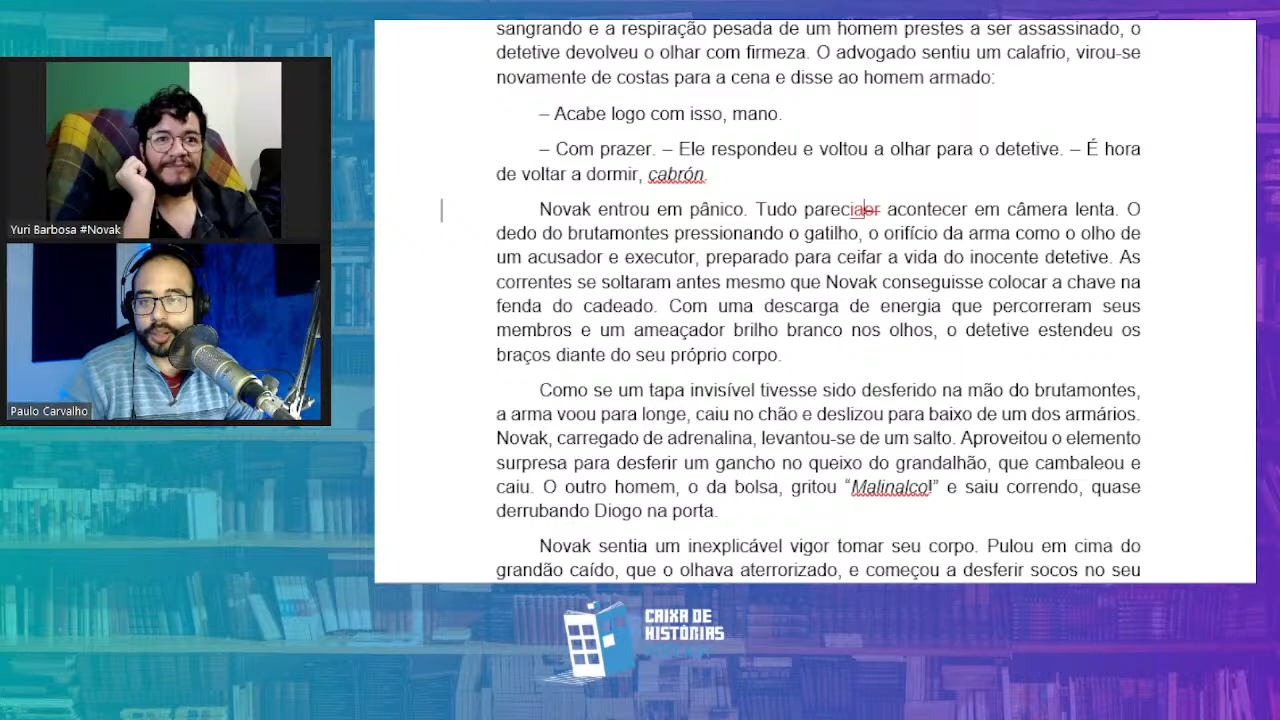 sangrando e a respiração pesada de um homem prestes a ser assassinado, o
detetive devolveu o olhar com firmeza. O advogado sentiu um calafrio, virou-se
novamente de costas para a cena e disse ao homem armado:
– Acabe logo com isso, mano.
– Com prazer. – Ele respondeu e voltou a olhar para o detetive. – É hora
de voltar a dormir, cabrón.
Novak entrou em pânico. Tudo pareciaer acontecer em câmera lenta. O
dedo do brutamontes pressionando o gatilho, o orifício da arma como o olho de
um acusador e executor, preparado para ceifar a vida do inocente detetive. As
correntes se soltaram antes mesmo que Novak conseguisse colocar a chave na
fenda do cadeado. Com uma descarga de energia que percorreram seus
membros e um ameaçador brilho branco nos olhos, o detetive estendeu os
braços diante do seu próprio corpo.
Como se um tapa invisível tivesse sido desferido na mão do brutamontes,
a arma voou para longe, caiu no chão e deslizou para baixo de um dos armários.
Novak, carregado de adrenalina, levantou-se de um salto. Aproveitou o elemento
surpresa para desferir um gancho no queixo do grandalhão, que cambaleou e
caiu. O outro homem, o da bolsa, gritou “Malinalco!” e saiu correndo, quase
derrubando Diogo na porta.
Novak sentia um inexplicável vigor tomar seu corpo. Pulou em cima do
grandão caído, que o olhava aterrorizado, e começou a desferir socos no seu
Yuri Barbosa #Novak
Paulo Carvalho
CAIXA DE
HISTÓRIAS